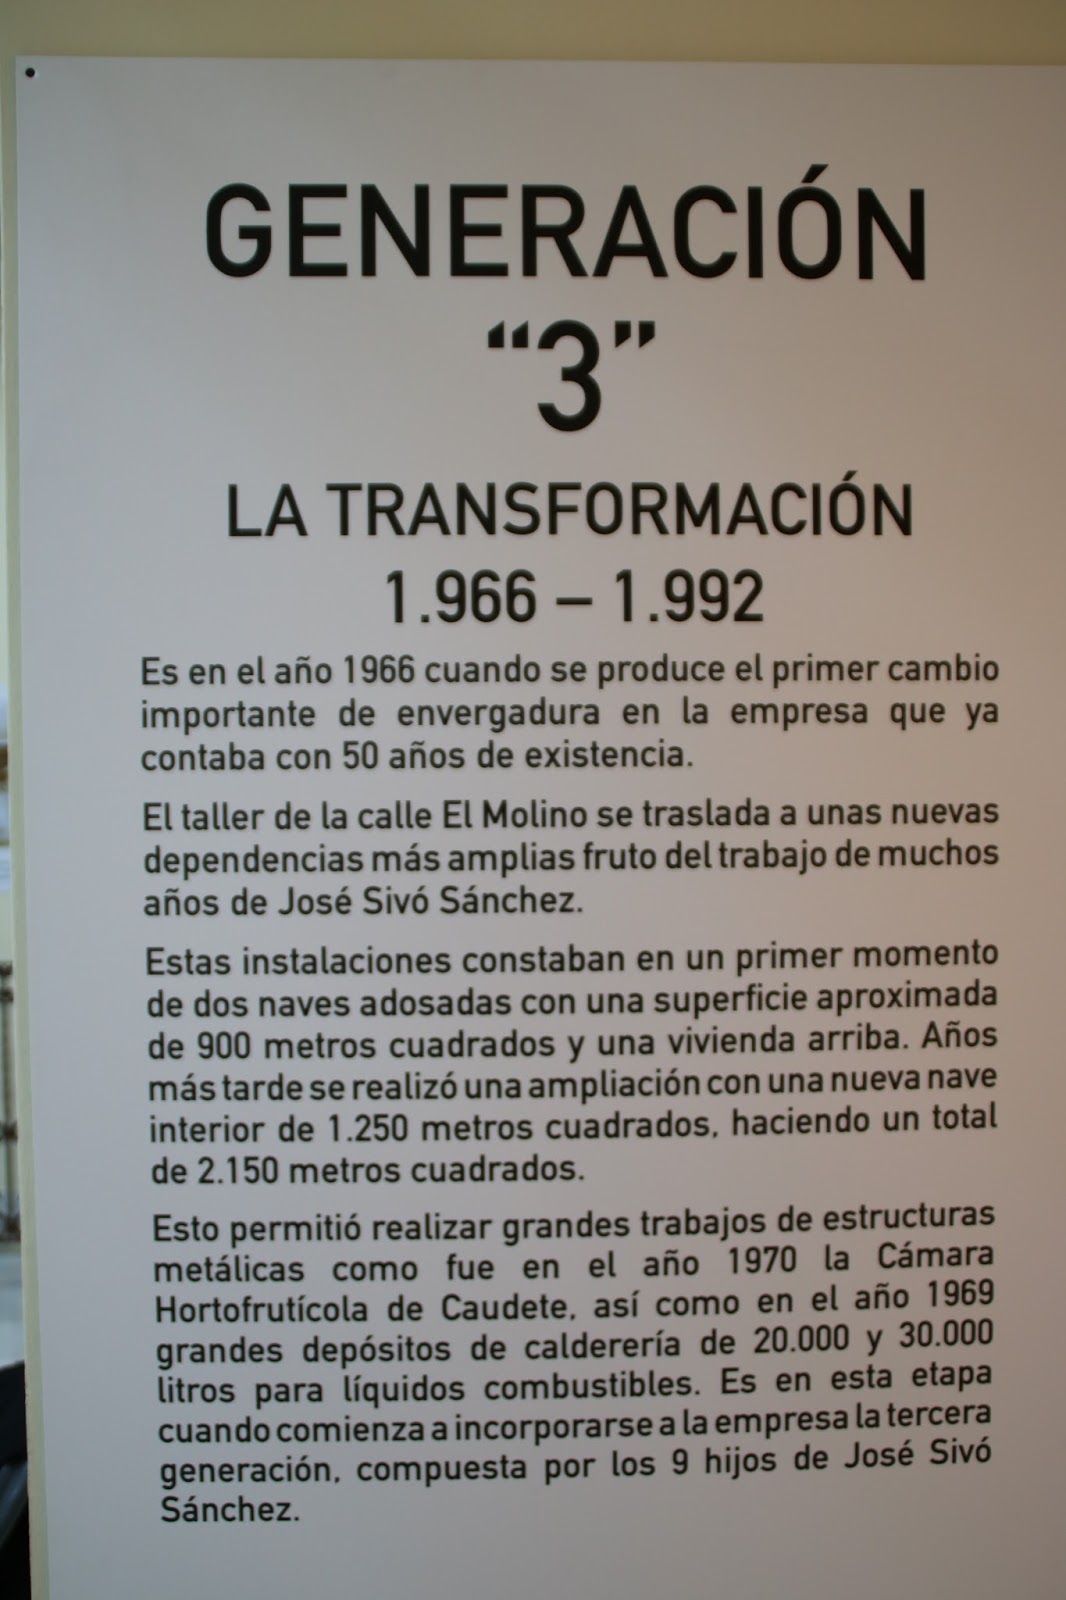 GENERACIÓN
“3”
LA TRANSFORMACIÓN
1.966 – 1.992
Es en el año 1966 cuando se produce el primer cambio
importante de envergadura en la empresa que ya
contaba con 50 años de existencia.
El taller de la calle El Molino se traslada a unas nuevas
dependencias más amplias fruto del trabajo de muchos
años de José Sivó Sánchez.
Estas instalaciones constaban en un primer momento
de dos naves adosadas con una superficie aproximada
de 900 metros cuadrados y una vivienda arriba. Años
más tarde se realizó una ampliación con una nueva nave
interior de 1.250 metros cuadrados, haciendo un total
de 2.150 metros cuadrados.
Esto permitió realizar grandes trabajos de estructuras
metálicas como fue en el año 1970 la Cámara
Hortofrutícola de Caudete, así como en el año 1969
grandes depósitos de calderería de 20.000 y 30.000
litros para líquidos combustibles. Es en esta etapa
cuando comienza a incorporarse a la empresa la tercera
generación, compuesta por los 9 hijos de José Sivó
Sánchez.